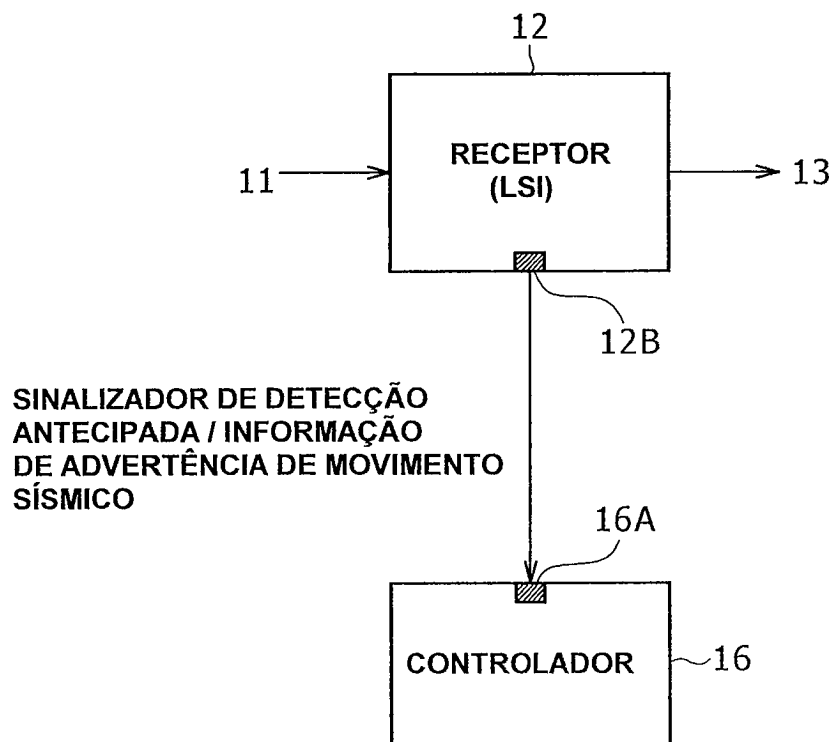 12
RECEPTOR
(LSI)
11
13
12B
SINALIZADOR DE DETECÇÃO
ANTECIPADA / INFORMAÇÃO
DE ADVERTÊNCIA DE MOVIMENTO
SÍSMICO
16A
CONTROLADOR
16